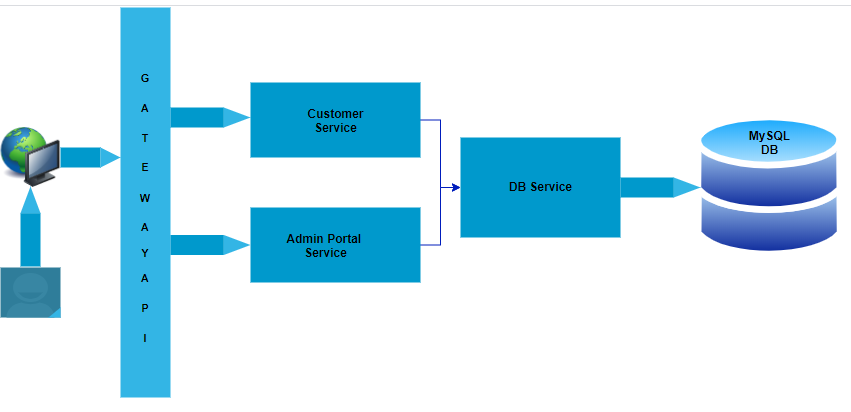 G
A
T
E
W
A
Y
A
P
I
Customer
Service
Admin Portal
Service
DB Service
MySQL
DB